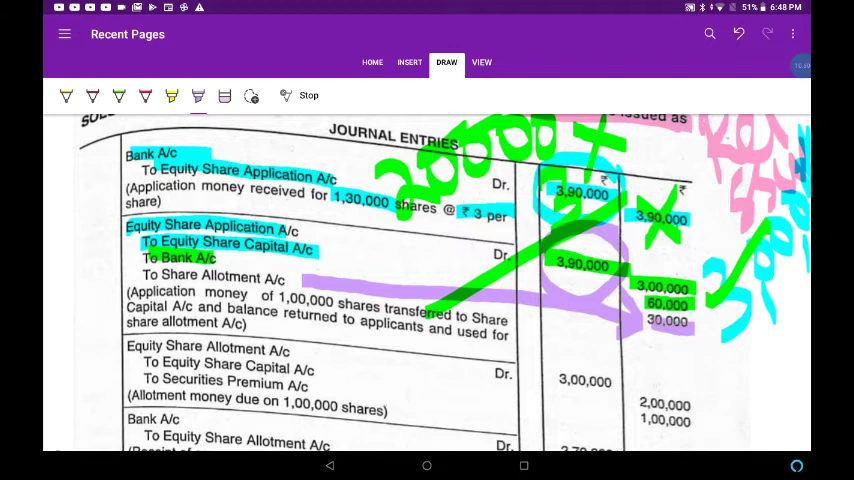 51% 6:48 PM
Recent Pages
HOME INSERT DRAW VIEW
Stop
issued as
JOURNAL ENTRIES
20000
Bank A/c Dr. ₹ 3,90,000 ₹
To Equity Share Application A/c 3,90,000
(Application money received for 1,30,000 shares @ ₹ 3 per
share)
Equity Share Application A/c Dr. 3,90,000
To Equity Share Capital A/c 3,00,000
To Bank A/c 60,000
To Share Allotment A/c 30,000
(Application money of 1,00,000 shares transferred to Share
Capital A/c and balance returned to applicants and used for
share allotment A/c)
Equity Share Allotment A/c Dr. 3,00,000
To Equity Share Capital A/c 2,00,000
To Securities Premium A/c 1,00,000
(Allotment money due on 1,00,000 shares)
Bank A/c Dr.
To Equity Share Allotment A/c